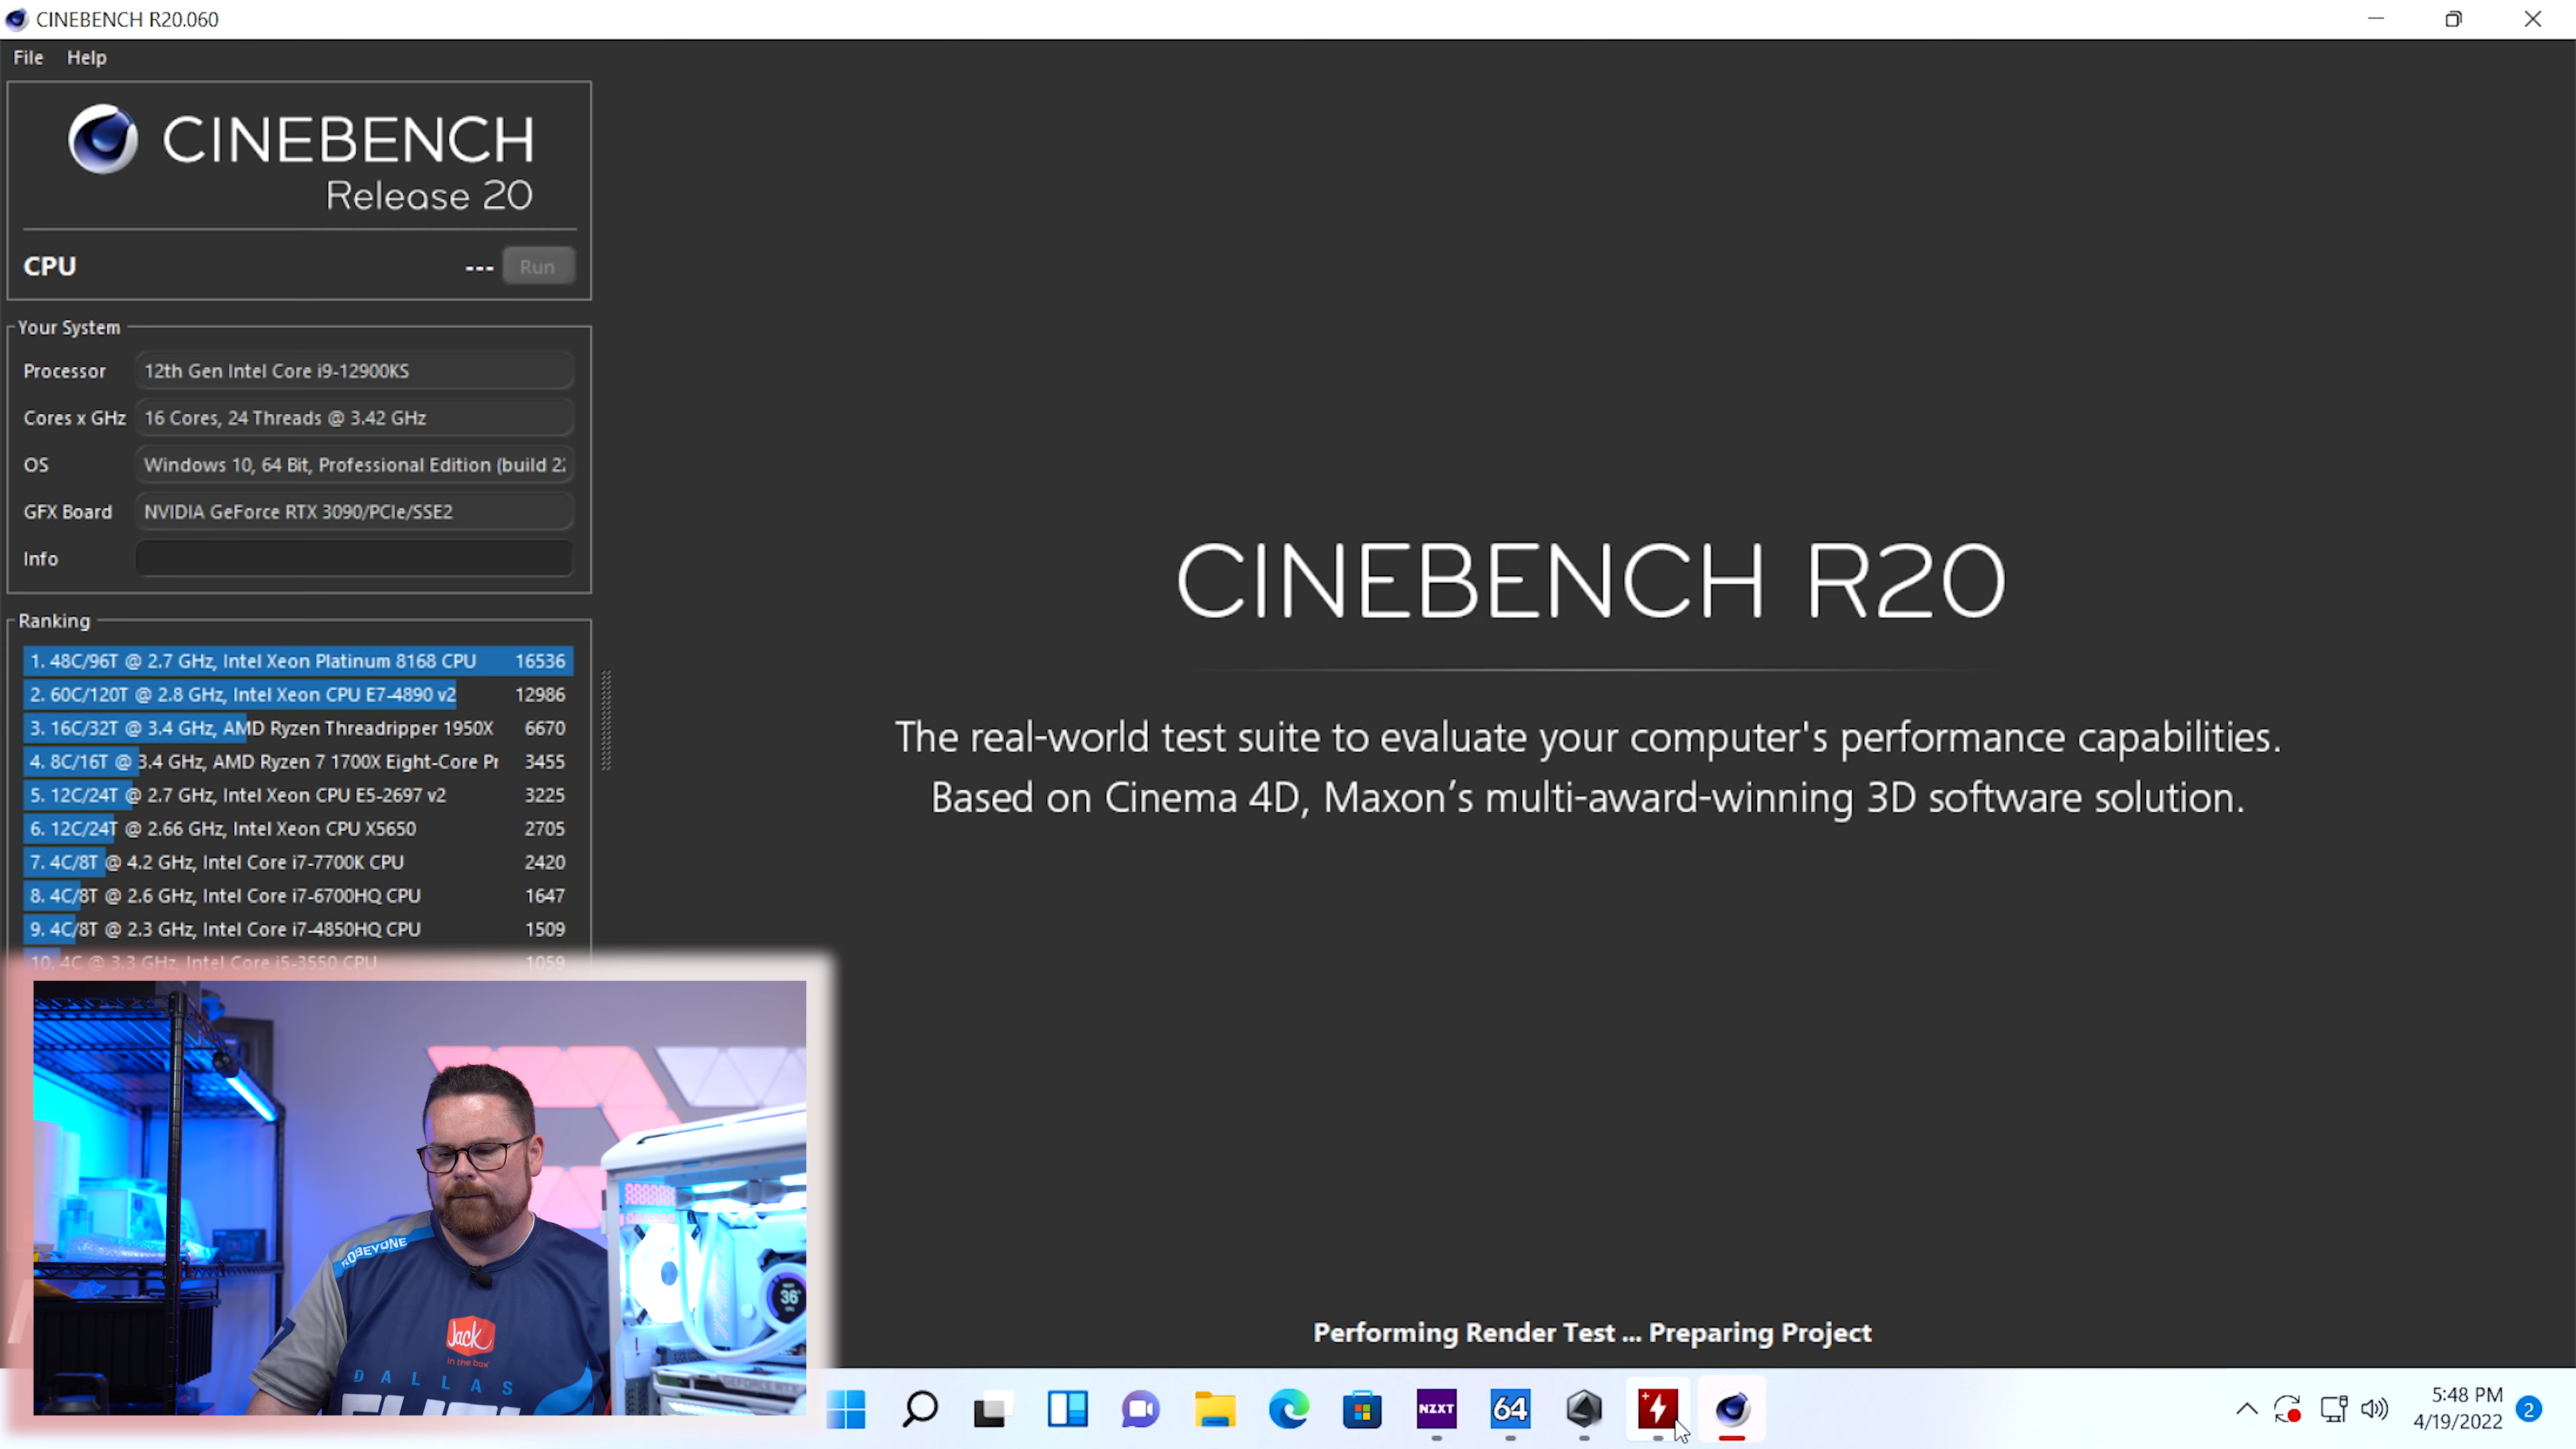 CINEBENCH R20.060
File Help
CINEBENCH
Release 20
CPU --- Run
Your System
Processor 12th Gen Intel Core i9-12900KS
Cores x GHz 16 Cores, 24 Threads @ 3.42 GHz
OS Windows 10, 64 Bit, Professional Edition (build 2
GFX Board NVIDIA GeForce RTX 3090/PCIe/SSE2
Info
Ranking
1. 48C/96T @ 2.7 GHz, Intel Xeon Platinum 8168 CPU 16536
2. 60C/120T @ 2.8 GHz, Intel Xeon CPU E7-4890 v2 12986
3. 16C/32T @ 3.4 GHz, AMD Ryzen Threadripper 1950X 6670
4. 8C/16T @ 3.4 GHz, AMD Ryzen 7 1700X Eight-Core Pr 3455
5. 12C/24T @ 2.7 GHz, Intel Xeon CPU E5-2697 v2 3225
6. 12C/24T @ 2.66 GHz, Intel Xeon CPU X5650 2705
7. 4C/8T @ 4.2 GHz, Intel Core i7-7700K CPU 2420
8. 4C/8T @ 2.6 GHz, Intel Core i7-6700HQ CPU 1647
9. 4C/8T @ 2.3 GHz, Intel Core i7-4850HQ CPU 1509
10. 4C @ 3.3 GHz, Intel Core i5-3550 CPU 1059
CINEBENCH R20
The real-world test suite to evaluate your computer's performance capabilities.
Based on Cinema 4D, Maxon’s multi-award-winning 3D software solution.
Performing Render Test ... Preparing Project
36°
Jack
in the box
DALLAS
NZXT
64
5:48 PM
4/19/2022
2